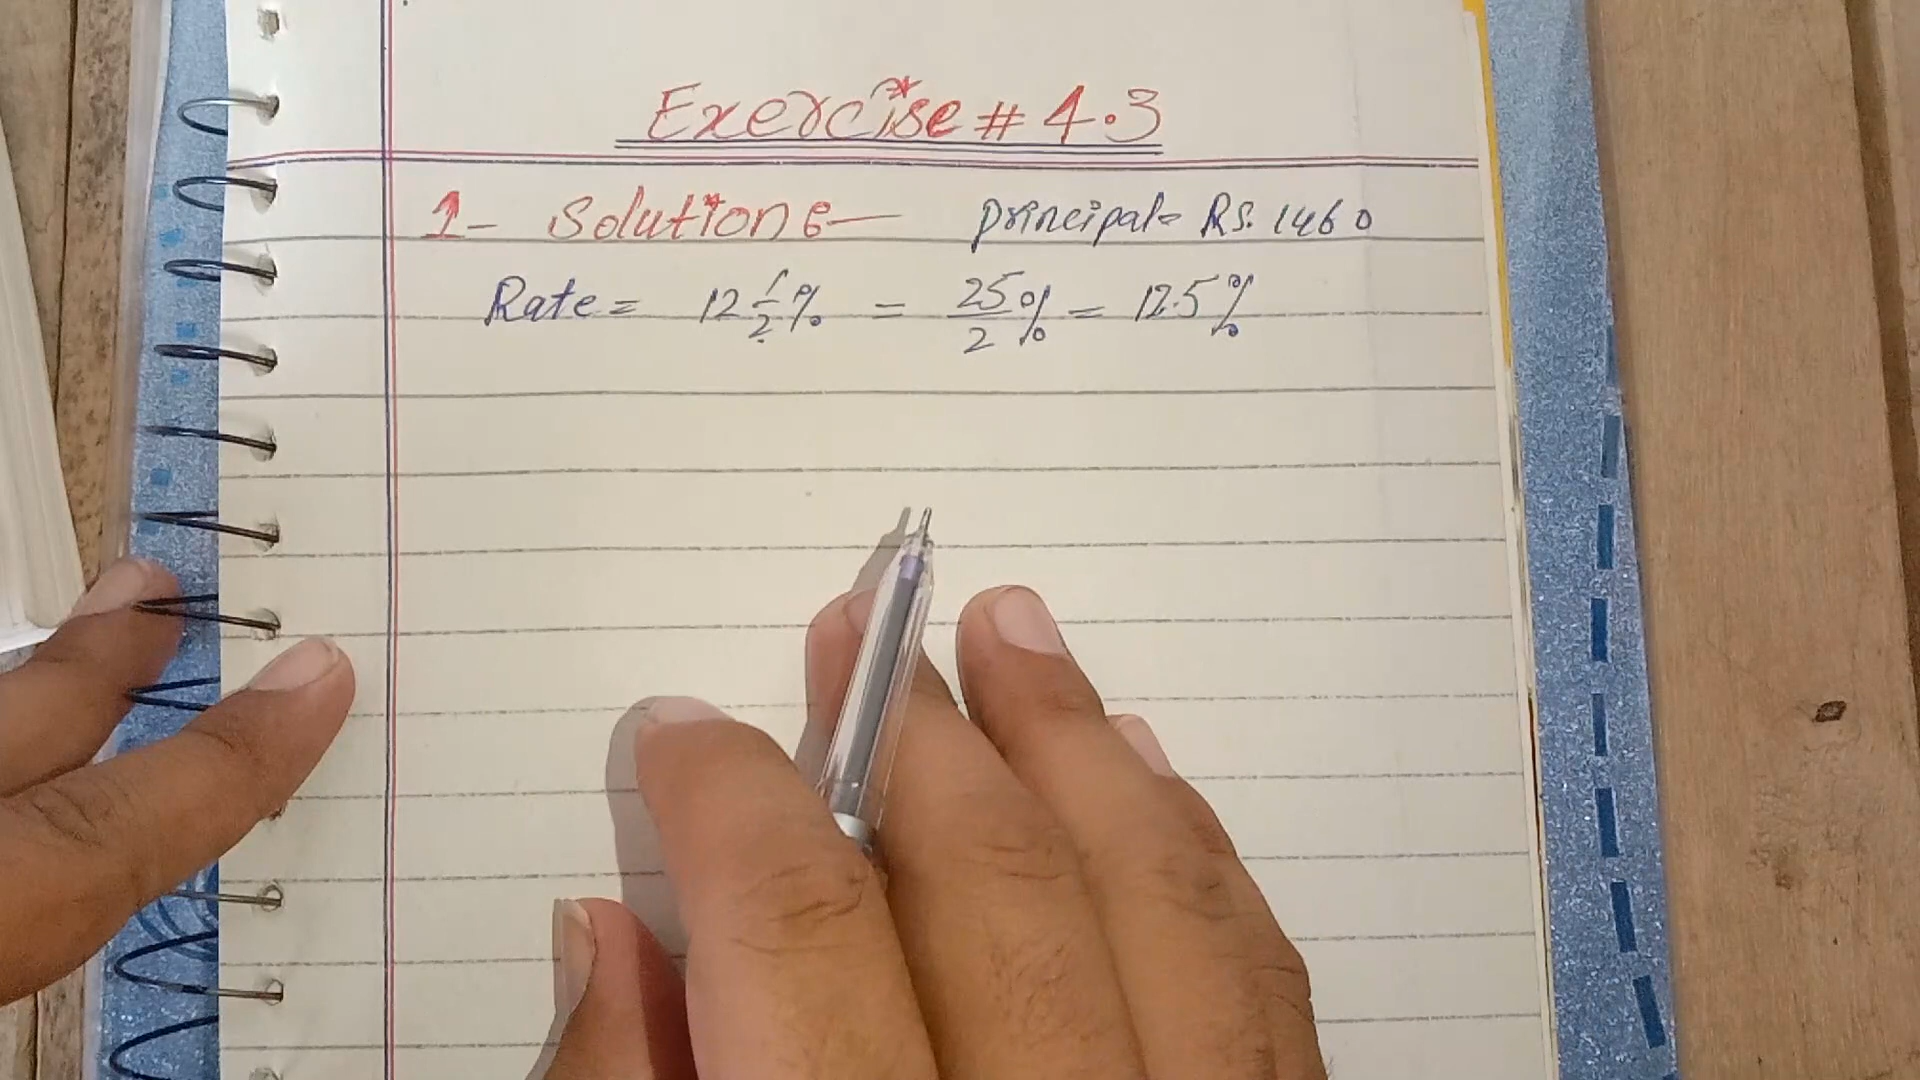 Exercise # 4.3
1- Solution:— principal= Rs. 1460
Rate = 12 1/2 % = 25/2 % = 12.5%